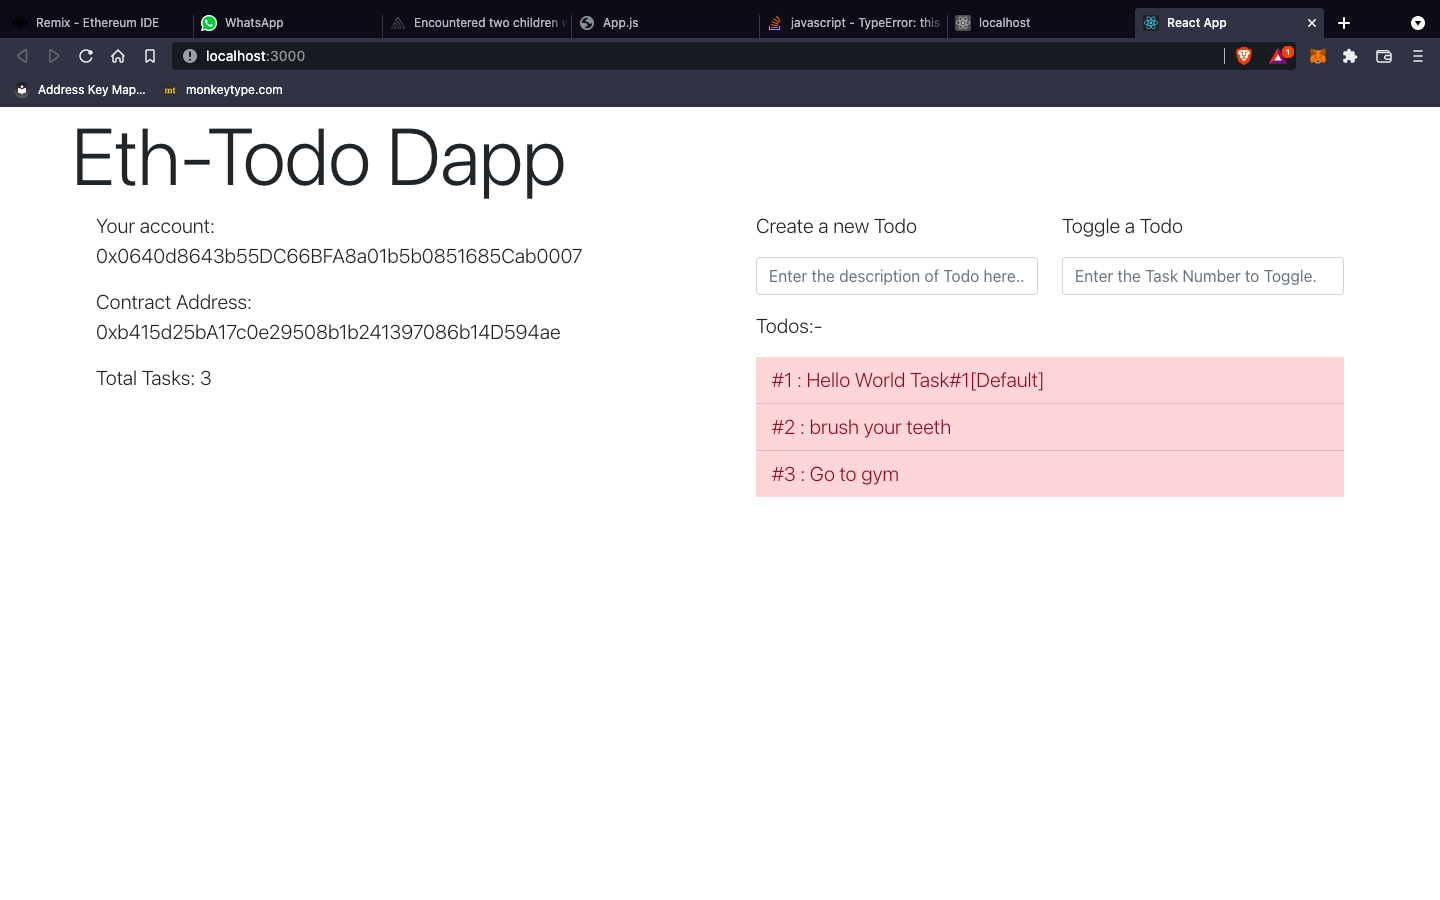 Remix - Ethereum IDE
WhatsApp
Encountered two children
App.js
javascript - TypeError: this.
localhost
React App
localhost:3000
1
Address Key Map...
mt monkeytype.com
Eth-Todo Dapp
Your account:
0x0640d8643b55DC66BFA8a01b5b0851685Cab0007
Contract Address:
0xb415d25bA17c0e29508b1b241397086b14D594ae
Total Tasks: 3
Create a new Todo
Enter the description of Todo here..
Toggle a Todo
Enter the Task Number to Toggle.
Todos:-
#1 : Hello World Task#1[Default]
#2 : brush your teeth
#3 : Go to gym